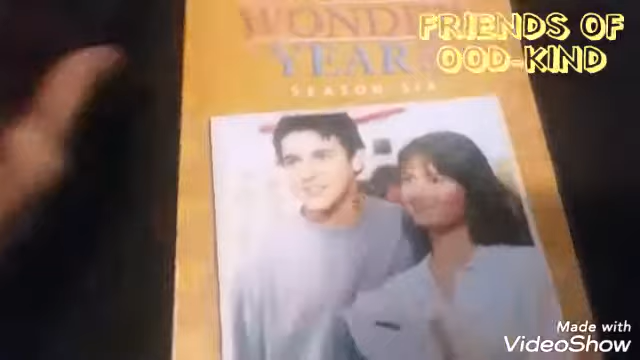 WONDER
YEARS
SEASON SIX
FRIENDS OF
OOD-KIND
Made with
VideoShow